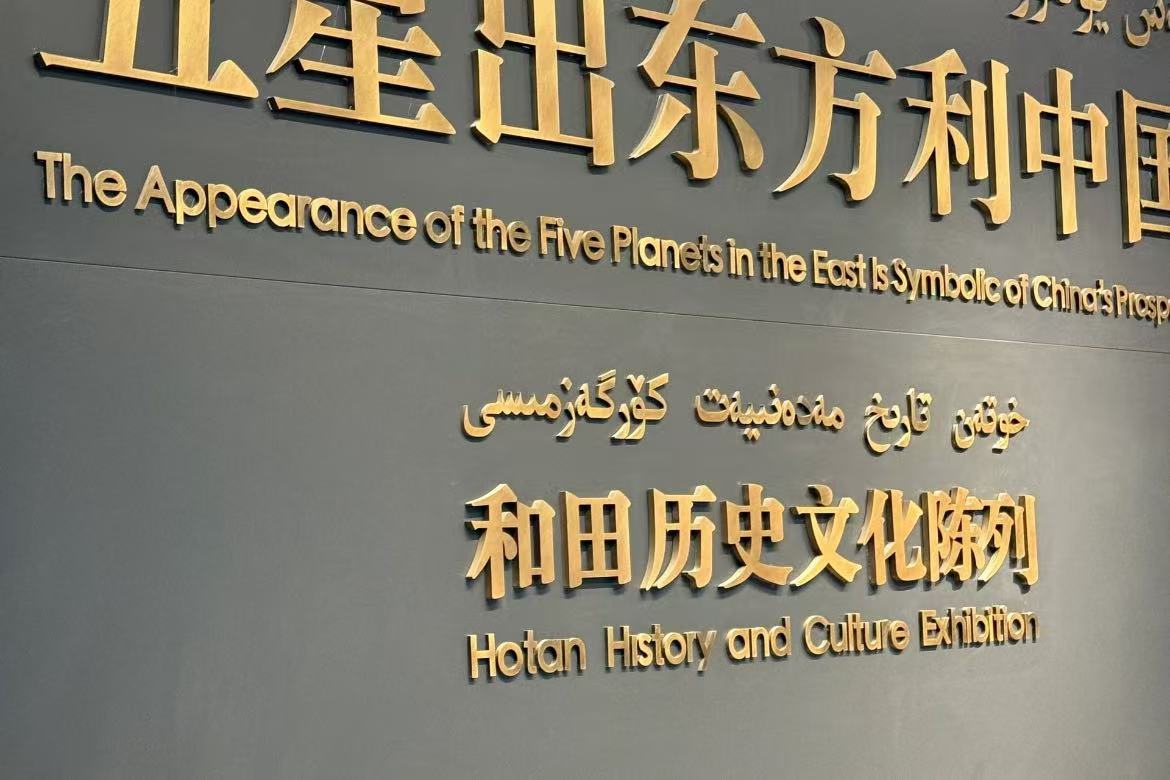 五星出东方利中国
The Appearance of the Five Planets in the East Is Symbolic of China's
خوتەن تارىخ مەدەنىيەت كۆرگەزمىسى
和田历史文化陈列
Hotan History and Culture Exhibition